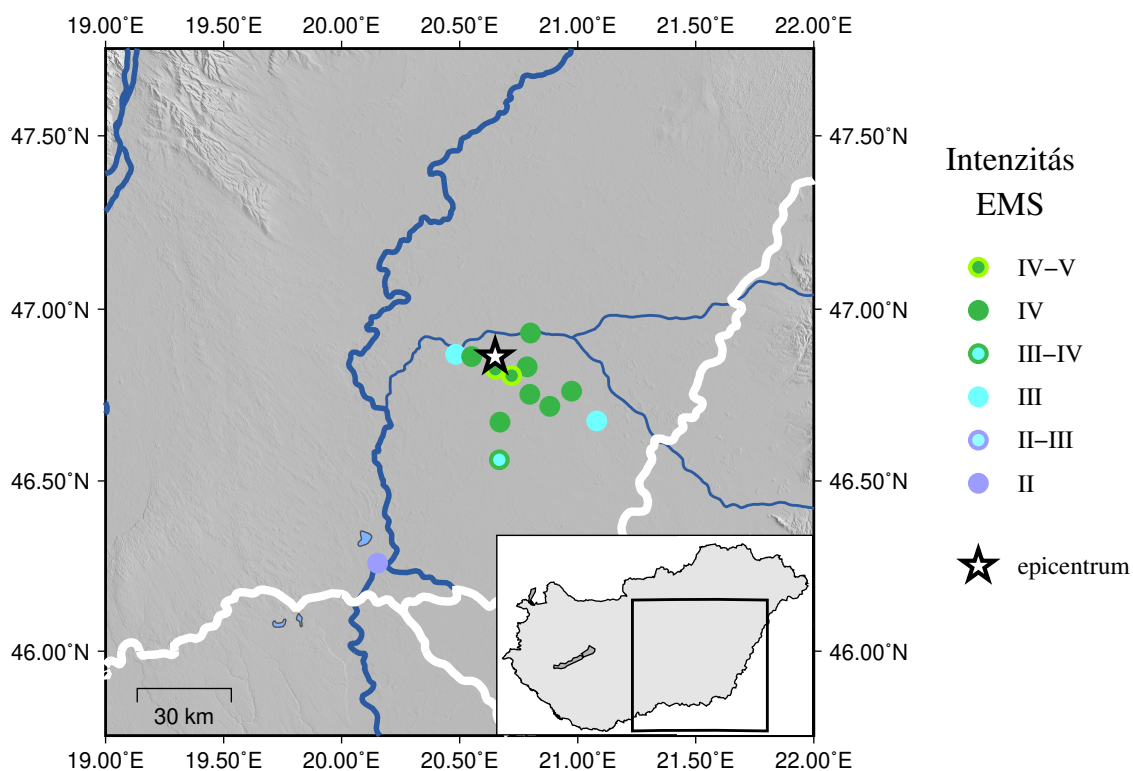 19.00˚E 19.50˚E 20.00˚E 20.50˚E 21.00˚E 21.50˚E 22.00˚E
47.50˚N 47.50˚N
47.00˚N 47.00˚N
46.50˚N 46.50˚N
46.00˚N 46.00˚N
30 km
19.00˚E 19.50˚E 20.00˚E 20.50˚E 21.00˚E 21.50˚E 22.00˚E
Intenzitás
EMS
IV−V
IV
III−IV
III
II−III
II
epicentrum